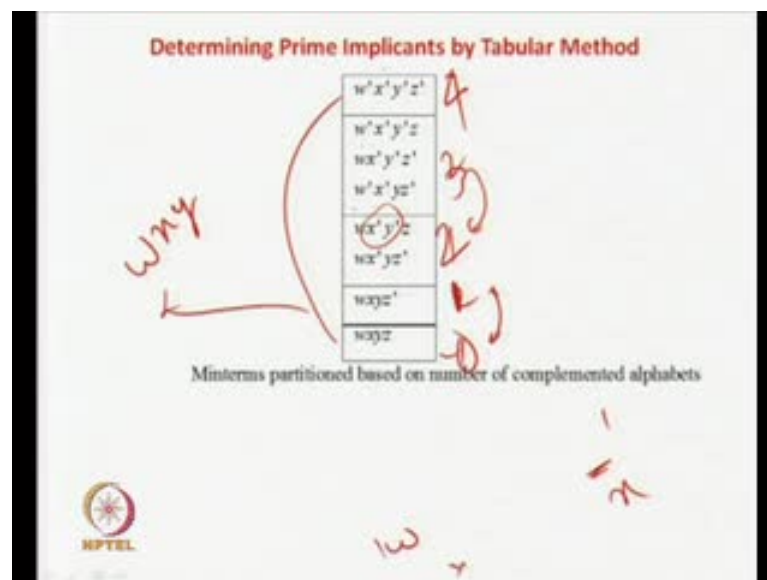 Determining Prime Implicants by Tabular Method
w'x'y'z'
4
w'x'y'z
wx'y'z'
3
w'x'yz'
wx'y'z
2
wx'yz'
wxy
wxyz'
1
wxyz
0
Minterms partitioned based on number of complemented alphabets
1
x
NPTEL
w